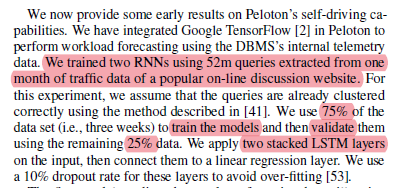 We now provide some early results on Peloton's self-driving ca-
pabilities. We have integrated Google TensorFlow [2] in Peloton to
perform workload forecasting using the DBMS's internal telemetry
data. We trained two RNNs using 52m queries extracted from one
month of traffic data of a popular on-line discussion website. For
this experiment, we assume that the queries are already clustered
correctly using the method described in [41]. We use 75% of the
data set (i.e., three weeks) to train the models and then validate them
using the remaining 25% data. We apply two stacked LSTM layers
on the input, then connect them to a linear regression layer. We use
a 10% dropout rate for these layers to avoid over-fitting [53].